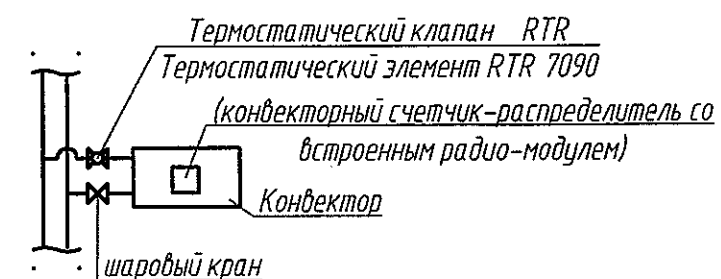 Термостатический клапан RTR
Термостатический элемент RTR 7090
(конвекторный счетчик-распределитель со
встроенным радио-модулем)
Конвектор
шаровый кран